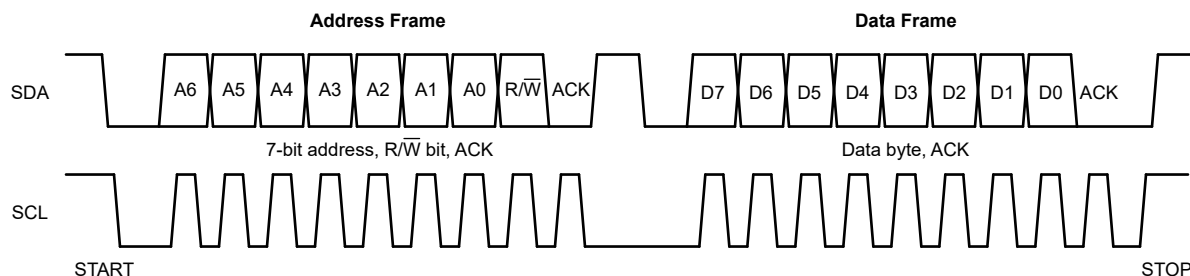 Address Frame Data Frame
SDA A6 A5 A4 A3 A2 A1 A0 R/W̅ ACK D7 D6 D5 D4 D3 D2 D1 D0 ACK
7-bit address, R/W̅ bit, ACK Data byte, ACK
SCL
START STOP